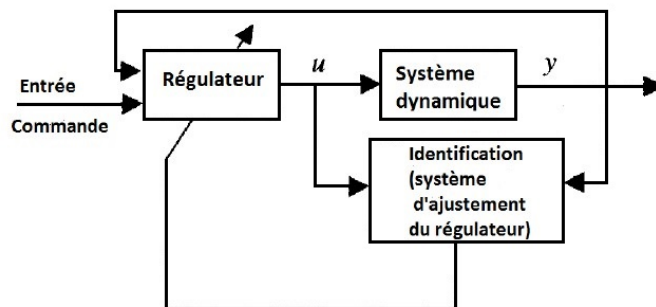 Entrée
Commande
Régulateur
u
Système
dynamique
y
Identification
(système
d'ajustement
du régulateur)